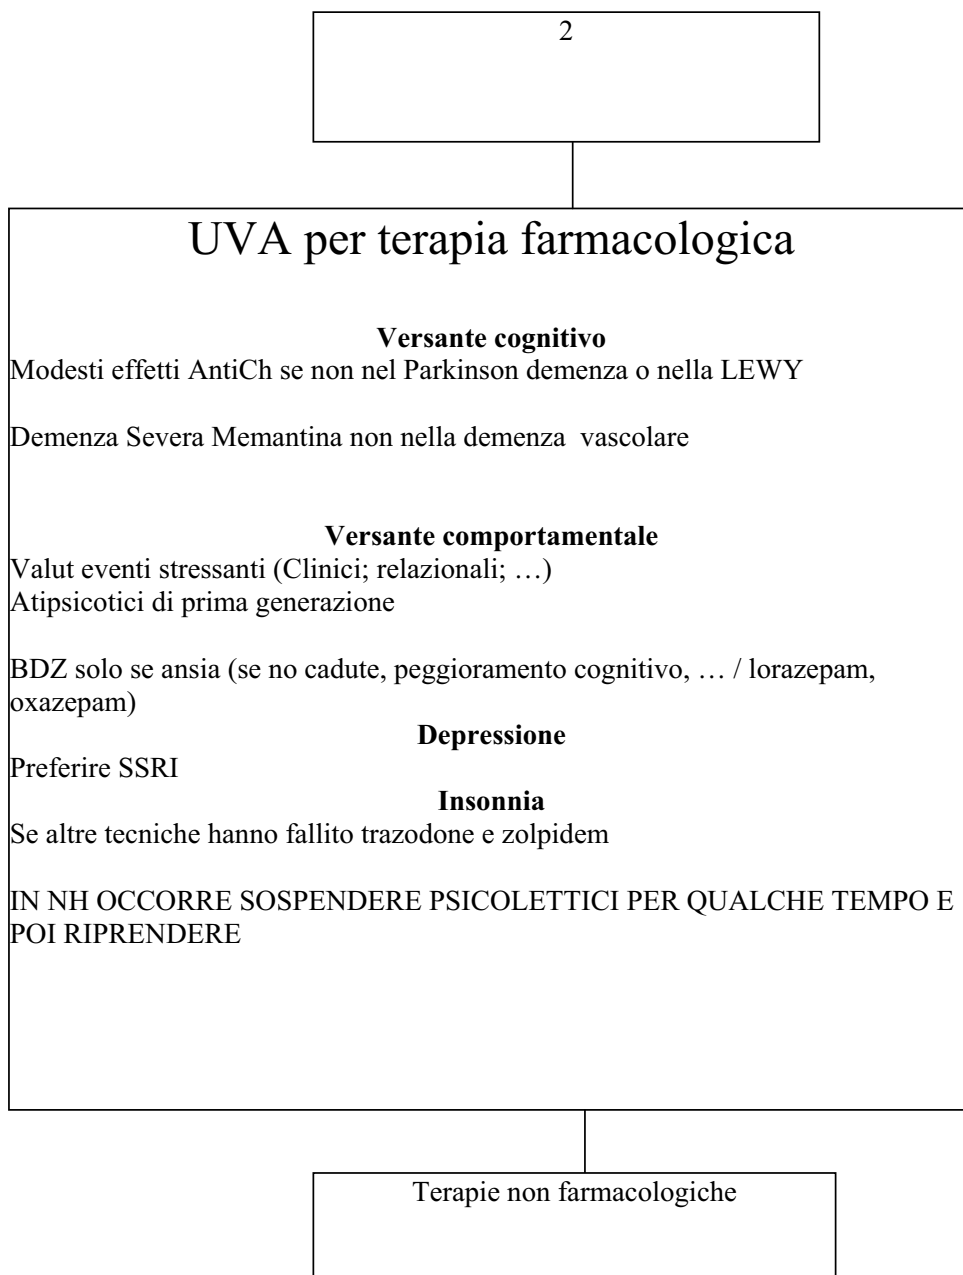 2
UVA per terapia farmacologica
Versante cognitivo
Modesti effetti AntiCh se non nel Parkinson demenza o nella LEWY
Demenza Severa Memantina non nella demenza vascolare
Versante comportamentale
Valut eventi stressanti (Clinici; relazionali; …)
Atipsicotici di prima generazione
BDZ solo se ansia (se no cadute, peggioramento cognitivo, … / lorazepam,
oxazepam)
Depressione
Preferire SSRI
Insonnia
Se altre tecniche hanno fallito trazodone e zolpidem
IN NH OCCORRE SOSPENDERE PSICOLETTICI PER QUALCHE TEMPO E
POI RIPRENDERE
Terapie non farmacologiche